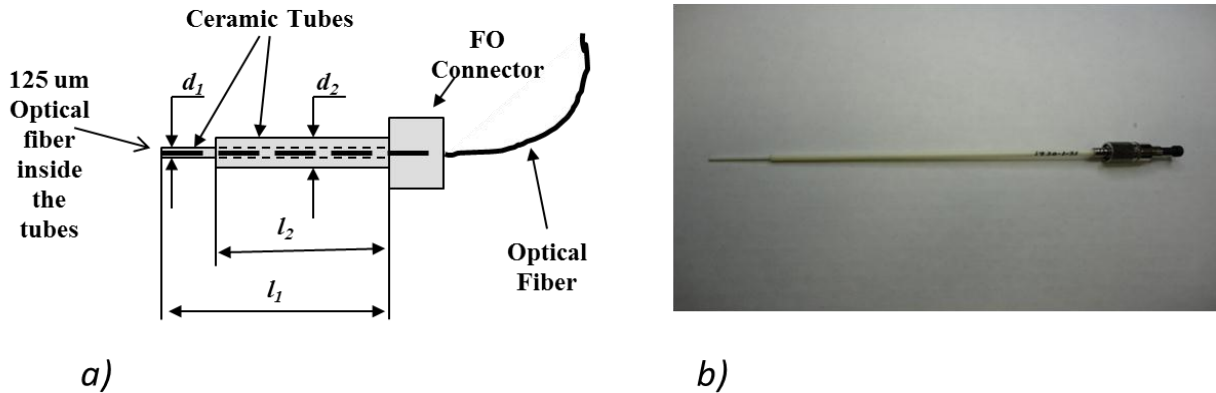 Ceramic Tubes
FO
Connector
125 um
Optical
fiber
inside
the
tubes
d1
d2
l2
l1
Optical
Fiber
a)
b)